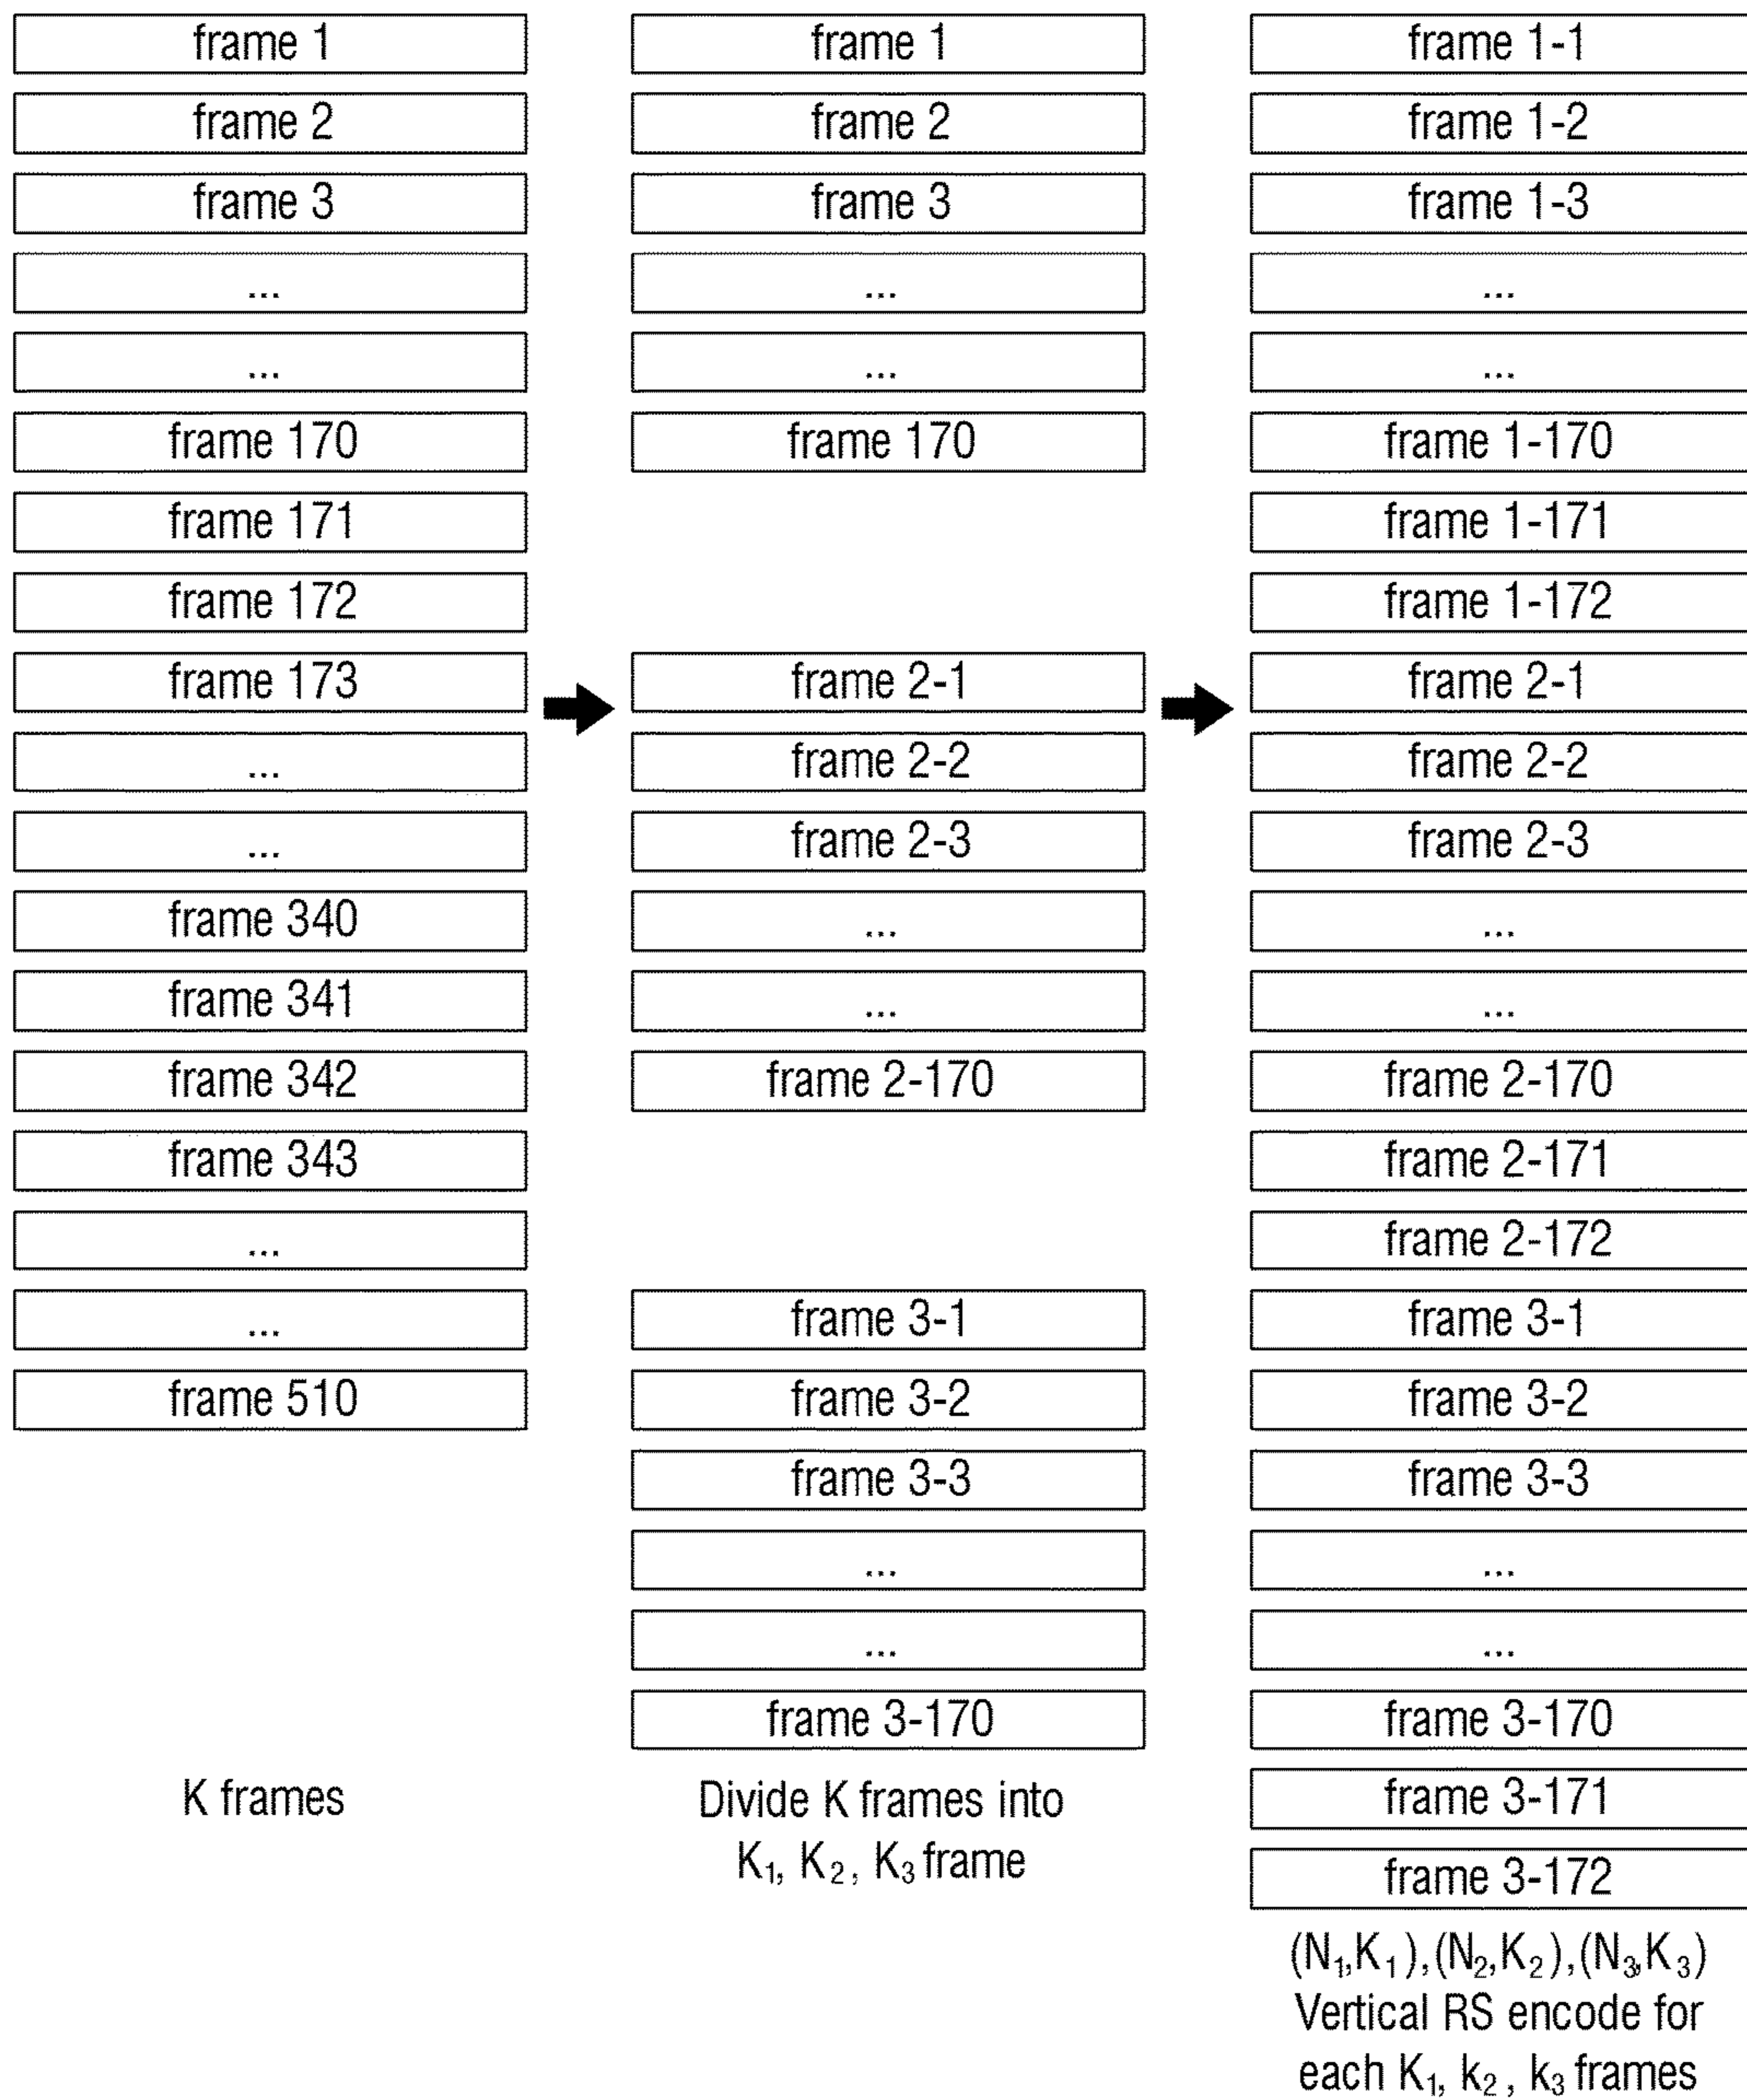 frame 1
frame 2
frame 3
...
...
frame 170
frame 171
frame 172
frame 173
...
...
frame 340
frame 341
frame 342
frame 343
...
...
frame 510
K frames
frame 1
frame 2
frame 3
...
...
frame 170
frame 2-1
frame 2-2
frame 2-3
...
...
frame 2-170
frame 3-1
frame 3-2
frame 3-3
...
...
frame 3-170
Divide K frames into
K₁, K₂, K₃ frame
frame 1-1
frame 1-2
frame 1-3
...
...
frame 1-170
frame 1-171
frame 1-172
frame 2-1
frame 2-2
frame 2-3
...
...
frame 2-170
frame 2-171
frame 2-172
frame 3-1
frame 3-2
frame 3-3
...
...
frame 3-170
frame 3-171
frame 3-172
(N₁,K₁),(N₂,K₂),(N₃,K₃)
Vertical RS encode for
each K₁, k₂, k₃ frames